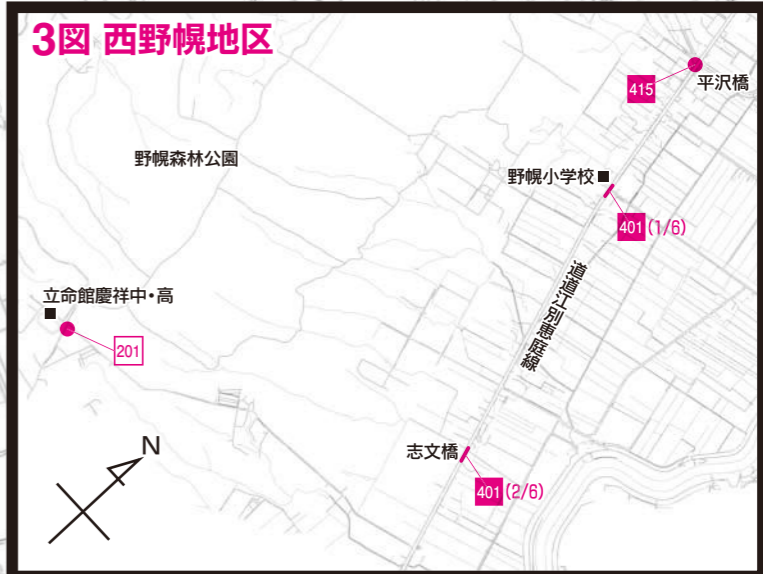 3図 西野幌地区
415
平沢橋
野幌森林公園
野幌小学校
401 (1/6)
道道江別恵庭線
立命館慶祥中・高
201
N
志文橋
401 (2/6)